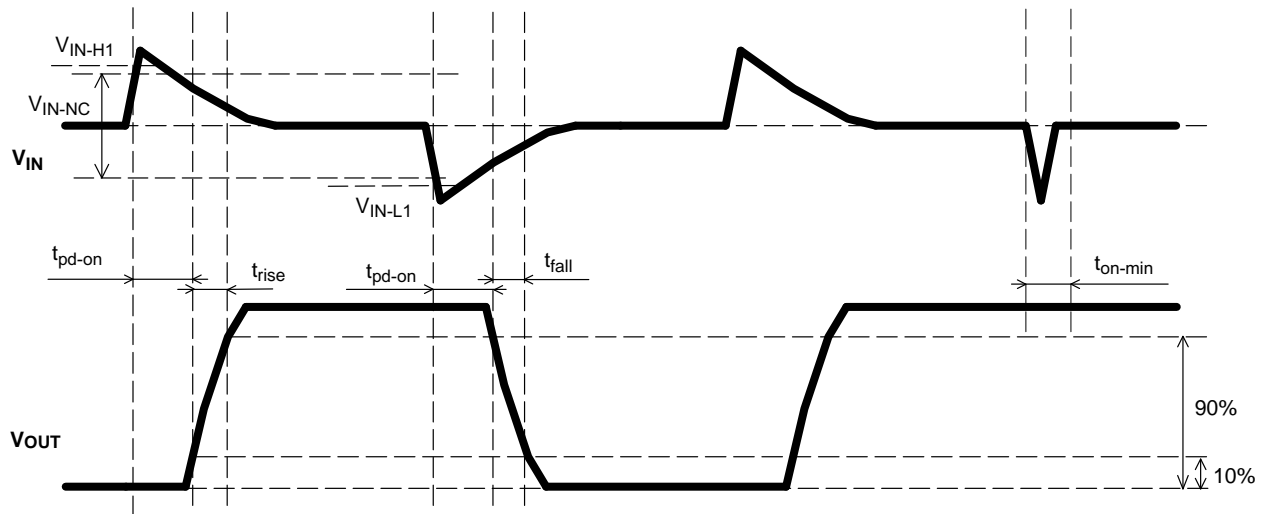 VIN-H1
VIN-NC
VIN
VIN-L1
tpd-on
trise
tpd-on
tfall
ton-min
90%
VOUT
10%